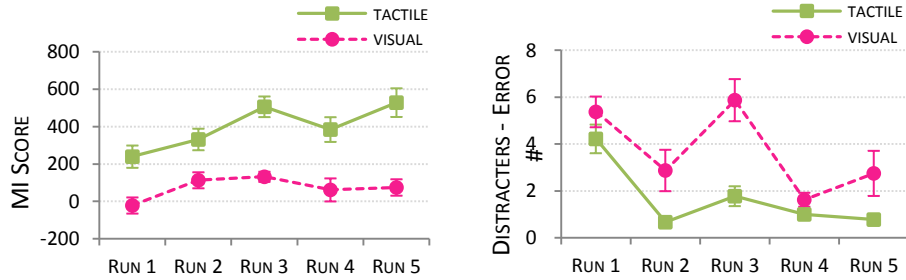 TACTILE
VISUAL
MI SCORE
800
600
400
200
0
-200
RUN 1 RUN 2 RUN 3 RUN 4 RUN 5
TACTILE
VISUAL
DISTRACTERS - ERROR
#
8
6
4
2
0
RUN 1 RUN 2 RUN 3 RUN 4 RUN 5